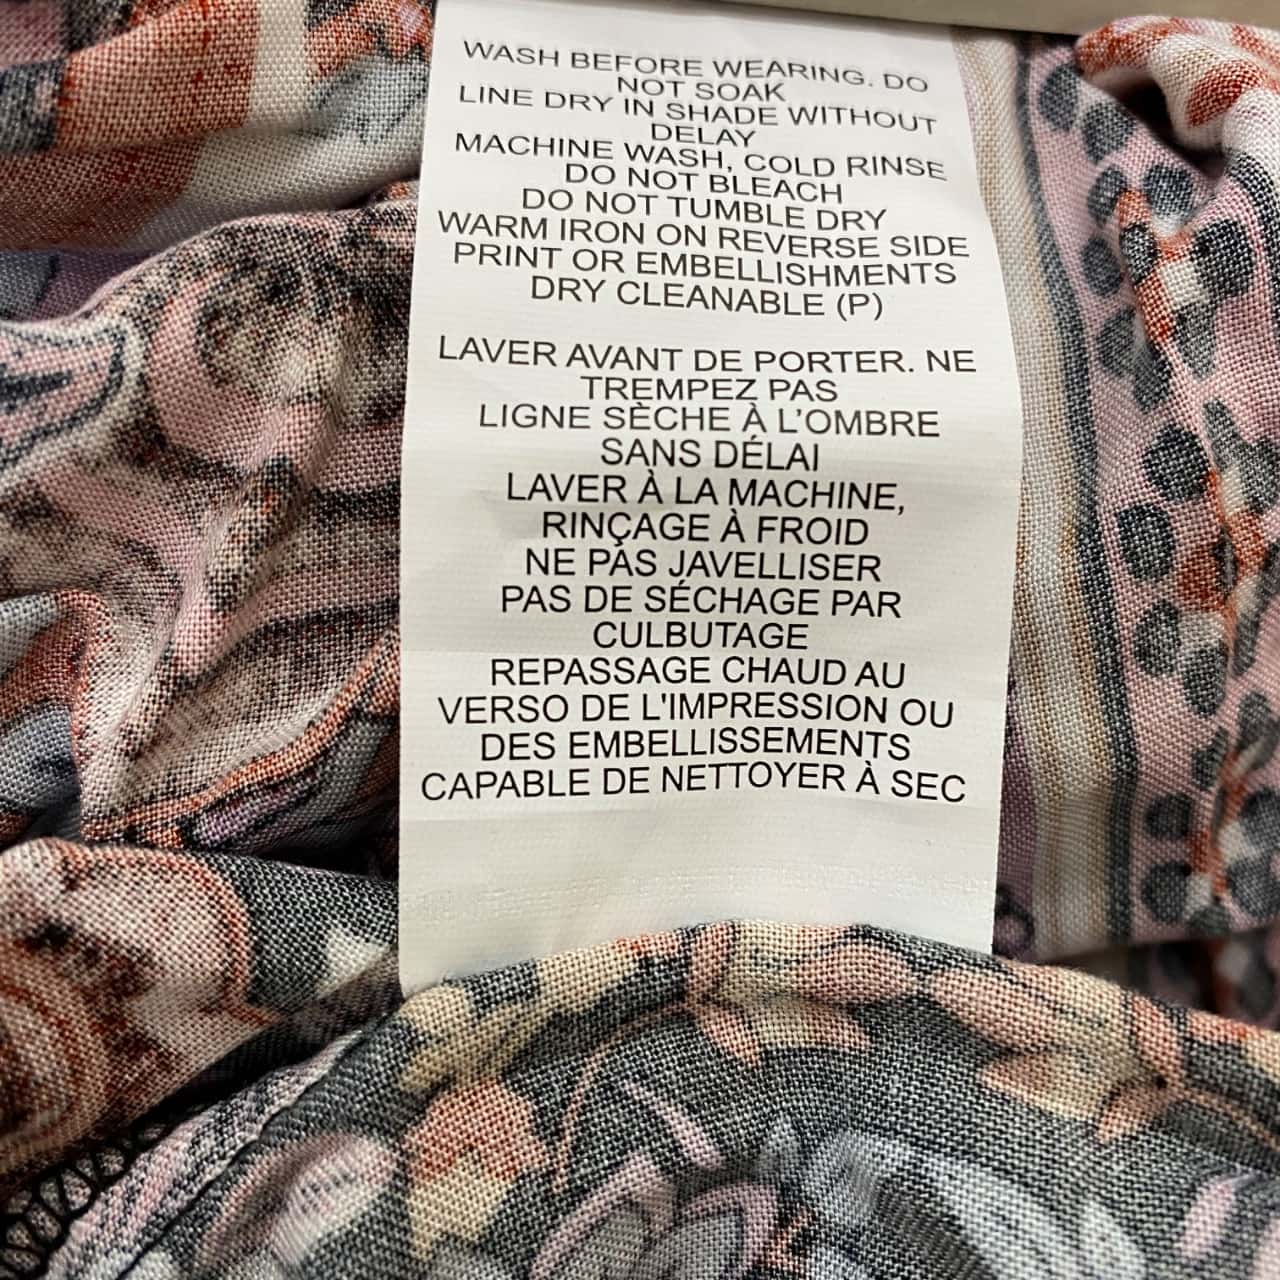 WASH BEFORE WEARING. DO
NOT SOAK
LINE DRY IN SHADE WITHOUT
DELAY
MACHINE WASH, COLD RINSE
DO NOT BLEACH
DO NOT TUMBLE DRY
WARM IRON ON REVERSE SIDE
PRINT OR EMBELLISHMENTS
DRY CLEANABLE (P)
LAVER AVANT DE PORTER. NE
TREMPEZ PAS
LIGNE SÈCHE À L'OMBRE
SANS DÉLAI
LAVER À LA MACHINE,
RINÇAGE À FROID
NE PAS JAVELLISER
PAS DE SÉCHAGE PAR
CULBUTAGE
REPASSAGE CHAUD AU
VERSO DE L'IMPRESSION OU
DES EMBELLISSEMENTS
CAPABLE DE NETTOYER À SEC